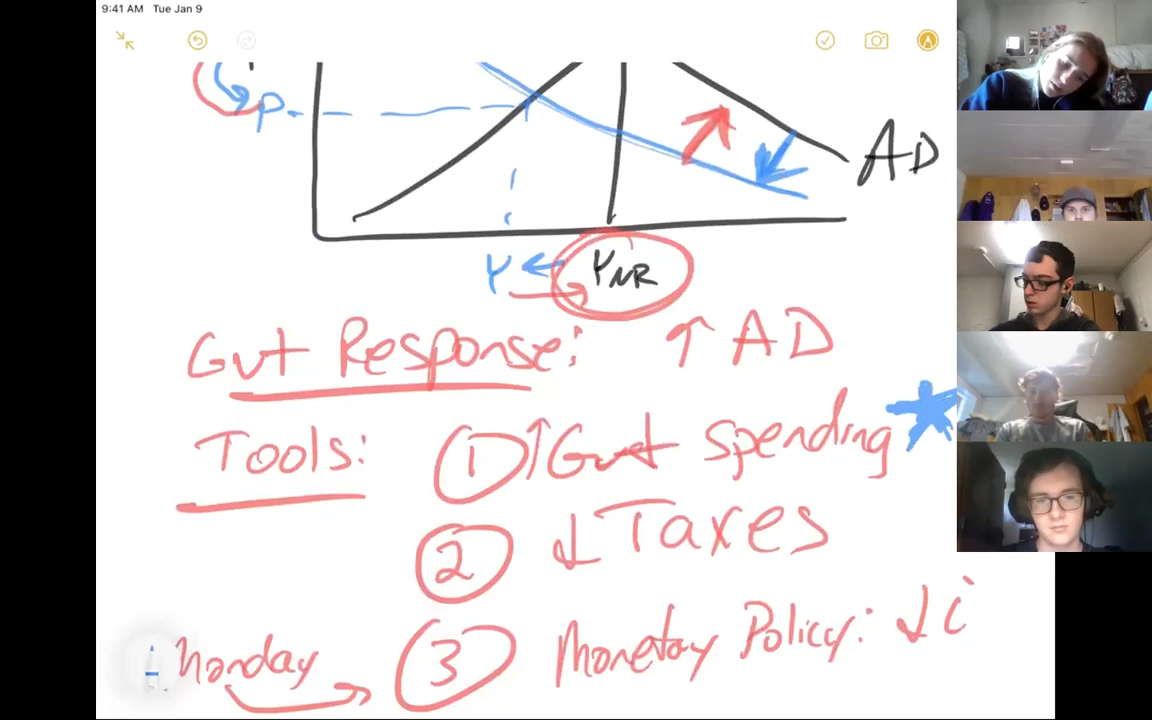 9:41 AM Tue Jan 9
P
AD
Y
YNR
Gvt Response: ↑ AD
Tools: 1 ↑ Gvt spending
2 ↓ Taxes
Monday 3 Monetary Policy: ↓ i